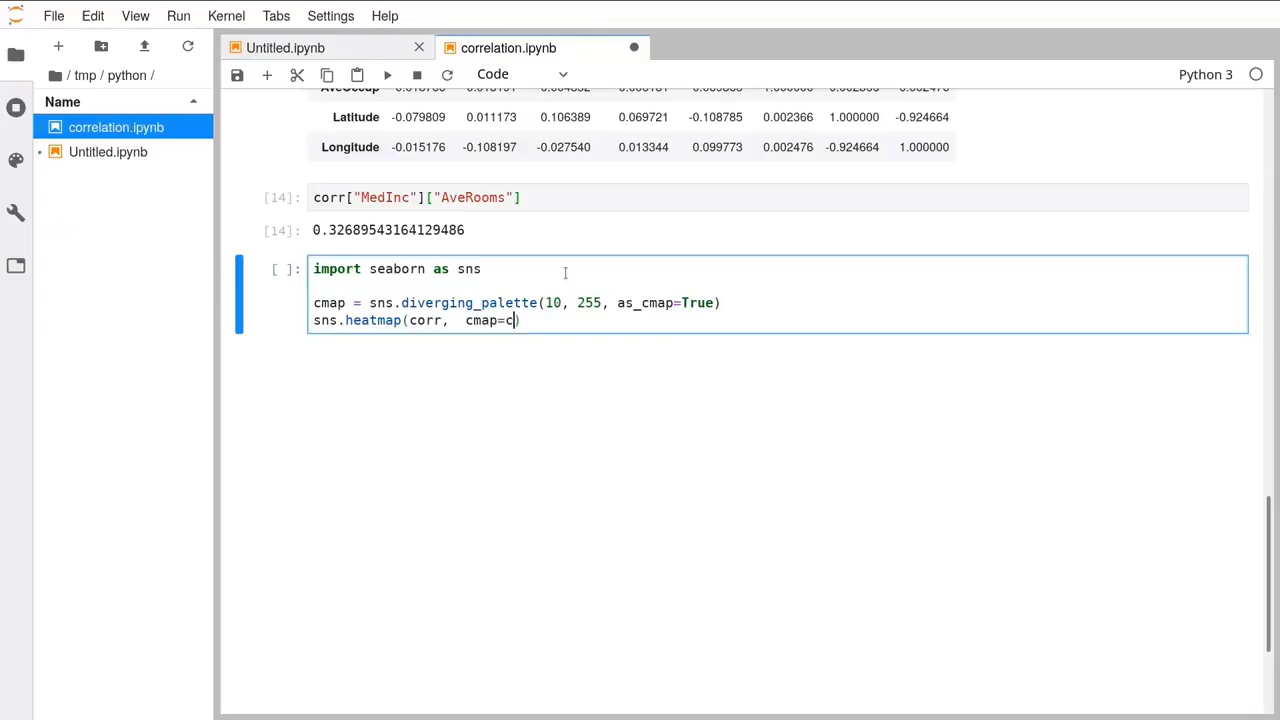 File Edit View Run Kernel Tabs Settings Help
Untitled.ipynb
correlation.ipynb
Code
Python 3
/ tmp / python /
Name
correlation.ipynb
Untitled.ipynb
Latitude -0.079809 0.011173 0.106389 0.069721 -0.108785 0.002366 1.000000 -0.924664
Longitude -0.015176 -0.108197 -0.027540 0.013344 0.099773 0.002476 -0.924664 1.000000
[14]: corr["MedInc"]["AveRooms"]
[14]: 0.32689543164129486
[ ]: import seaborn as sns
cmap = sns.diverging_palette(10, 255, as_cmap=True)
sns.heatmap(corr,  cmap=c)